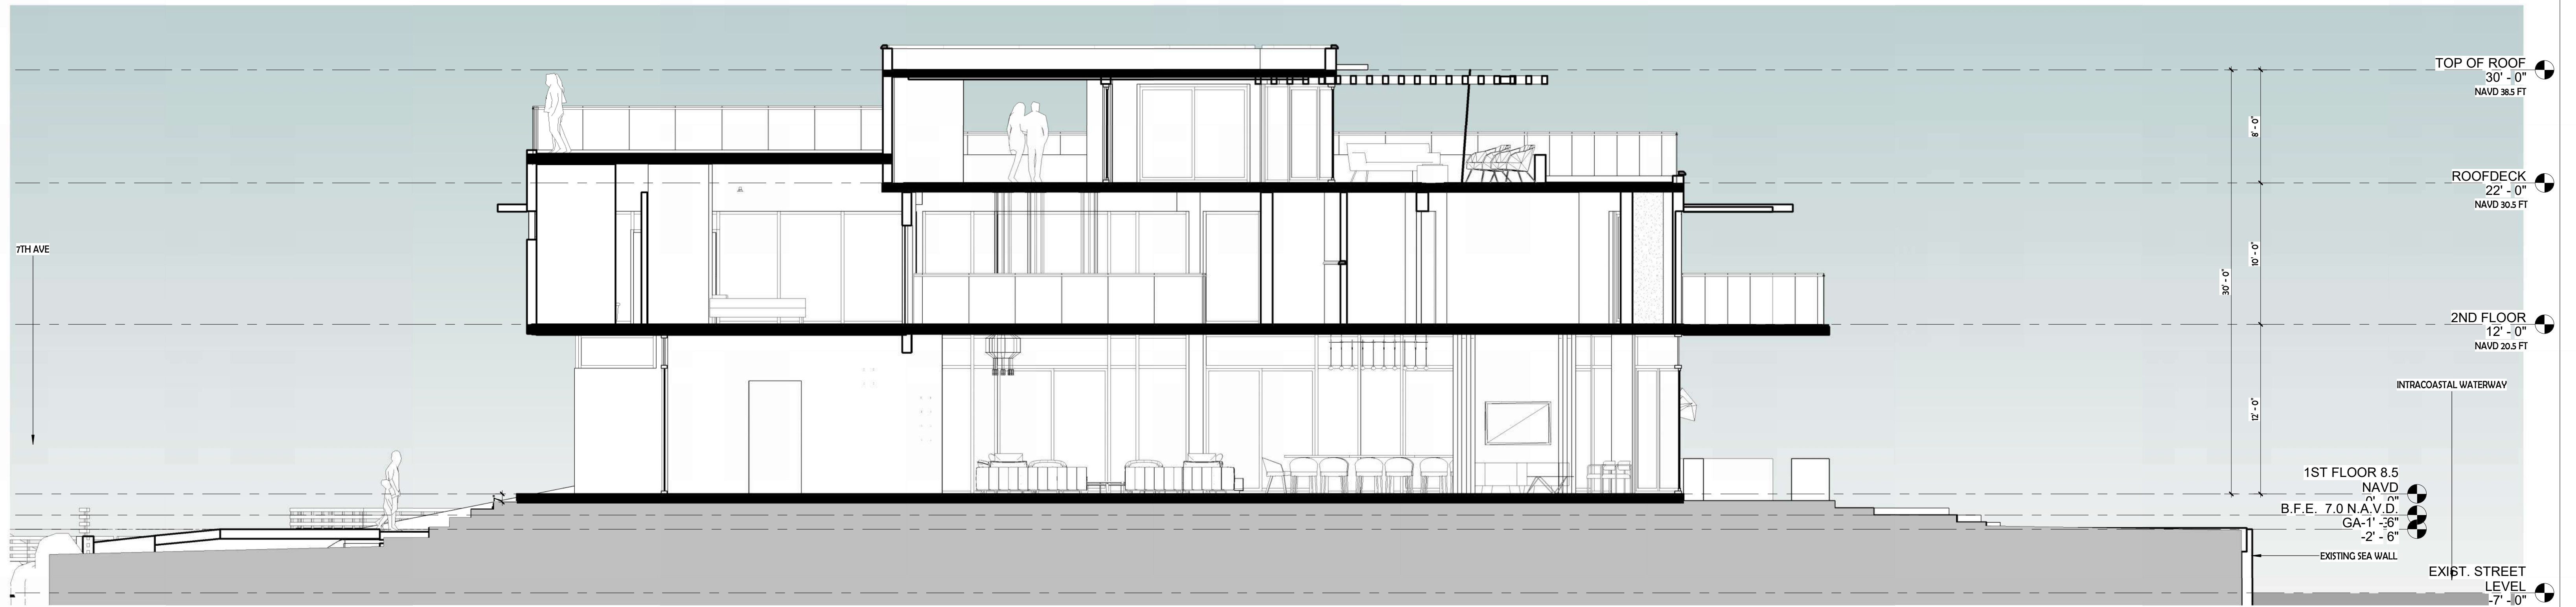 TOP OF ROOF
30' - 0"
NAVD 38.5 FT
8' - 0"
ROOFDECK
22' - 0"
NAVD 30.5 FT
7TH AVE
10' - 0"
30' - 0"
2ND FLOOR
12' - 0"
NAVD 20.5 FT
INTRACOASTAL WATERWAY
12' - 0"
1ST FLOOR 8.5
NAVD
0' - 0"
B.F.E. 7.0 N.A.V.D.
-1' - 6"
-2' - 6"
EXISTING SEA WALL
EXIST. STREET
LEVEL
-7' - 0"